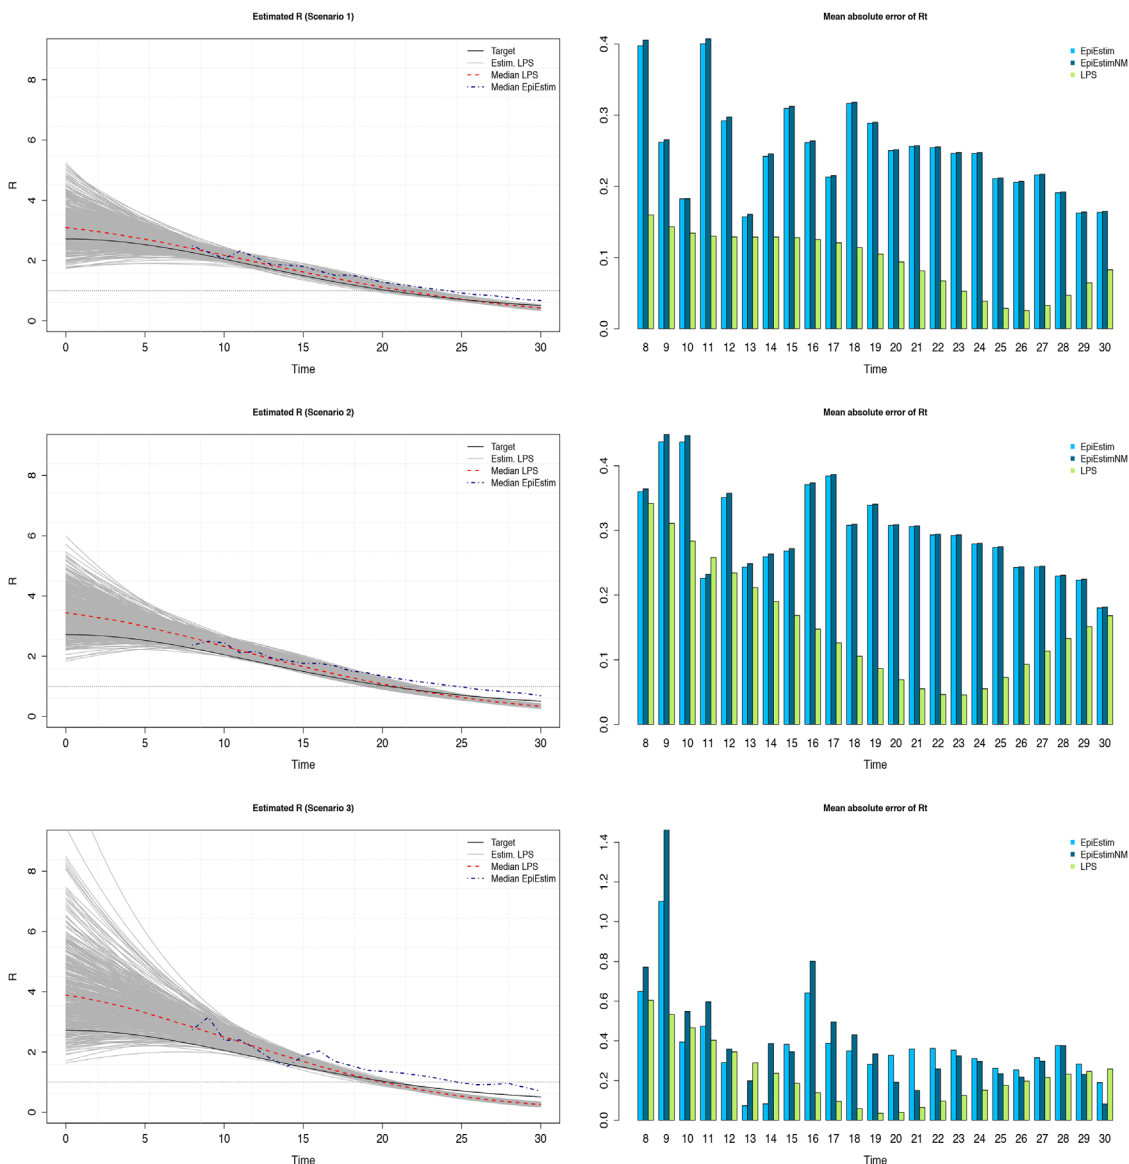 Estimated R (Scenario 1)
Target
Estim. LPS
Median LPS
Median EpiEstim
R
0 2 4 6 8
0 5 10 15 20 25 30
Time
Mean absolute error of Rt
EpiEstim
EpiEstimNM
LPS
0.0 0.1 0.2 0.3 0.4
8 9 10 11 12 13 14 15 16 17 18 19 20 21 22 23 24 25 26 27 28 29 30
Time
Estimated R (Scenario 2)
Target
Estim. LPS
Median LPS
Median EpiEstim
R
0 2 4 6 8
0 5 10 15 20 25 30
Time
Mean absolute error of Rt
EpiEstim
EpiEstimNM
LPS
0.0 0.1 0.2 0.3 0.4
8 9 10 11 12 13 14 15 16 17 18 19 20 21 22 23 24 25 26 27 28 29 30
Time
Estimated R (Scenario 3)
Target
Estim. LPS
Median LPS
Median EpiEstim
R
0 2 4 6 8
0 5 10 15 20 25 30
Time
Mean absolute error of Rt
EpiEstim
EpiEstimNM
LPS
0.0 0.2 0.4 0.6 0.8 1.0 1.2 1.4
8 9 10 11 12 13 14 15 16 17 18 19 20 21 22 23 24 25 26 27 28 29 30
Time